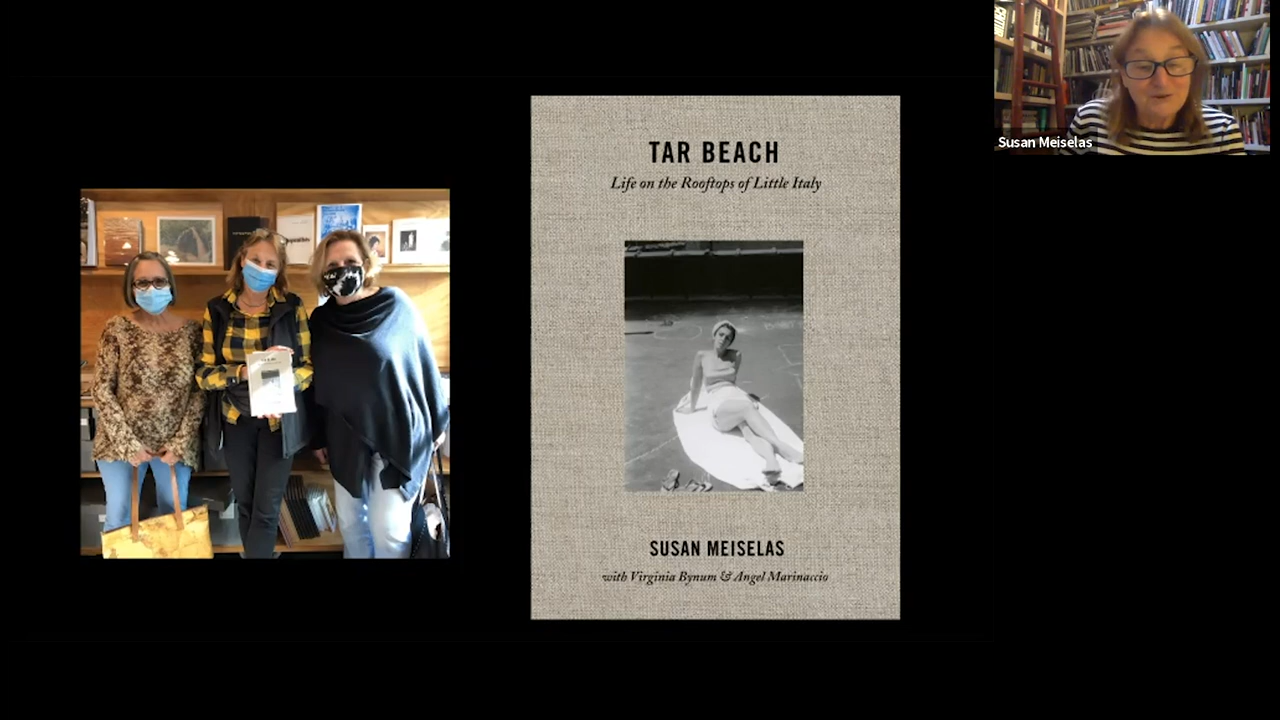 TAR BEACH
Life on the Rooftops of Little Italy
SUSAN MEISELAS
with Virginia Bynum & Angel Marinaccio
Susan Meiselas